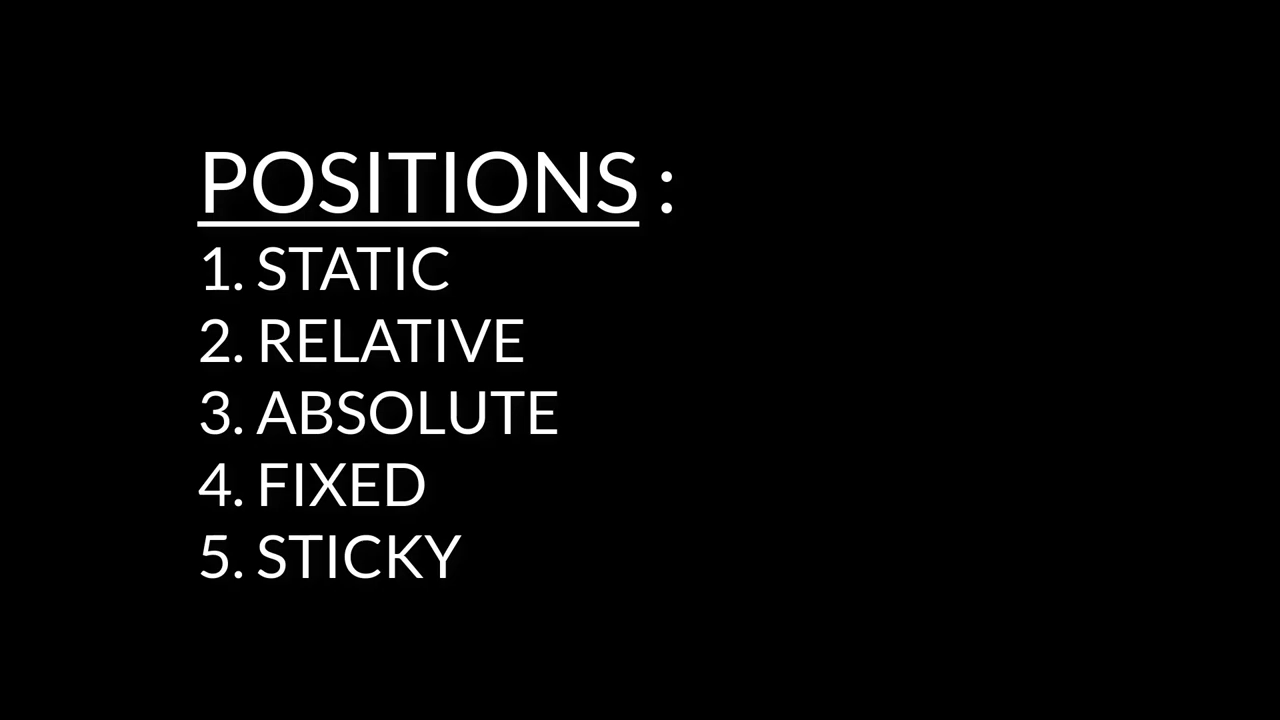 POSITIONS :
1. STATIC
2. RELATIVE
3. ABSOLUTE
4. FIXED
5. STICKY